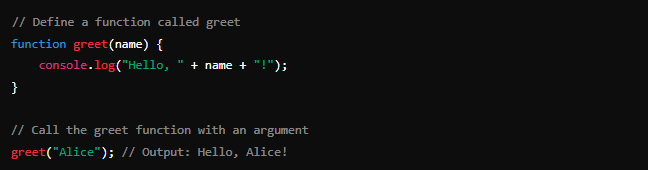 // Define a function called greet
function greet(name) {
    console.log("Hello, " + name + "!");
}

// Call the greet function with an argument
greet("Alice"); // Output: Hello, Alice!